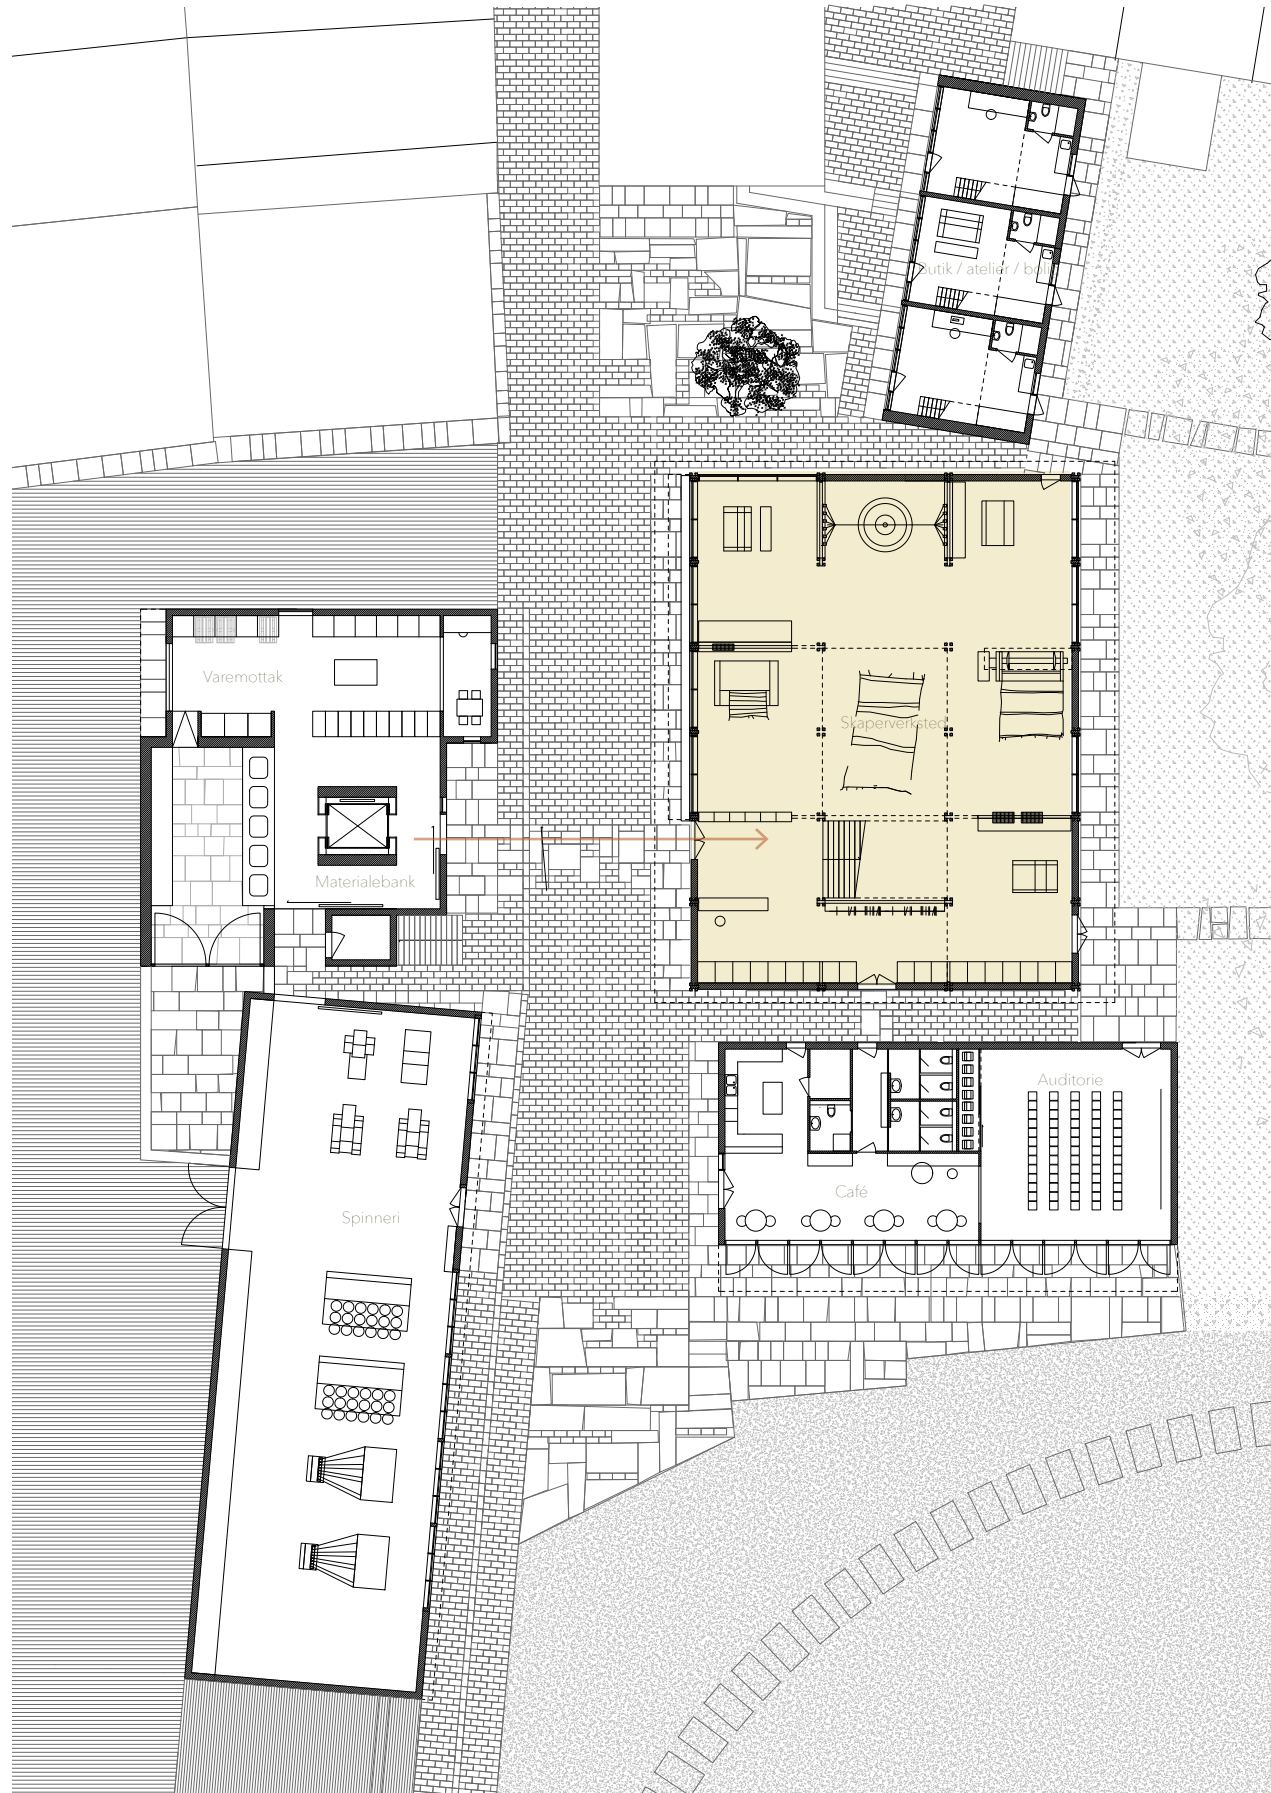 Butik / atelier / bolig
Varemottak
Skaperverksted
Materialebank
Auditorie
Café
Spinneri